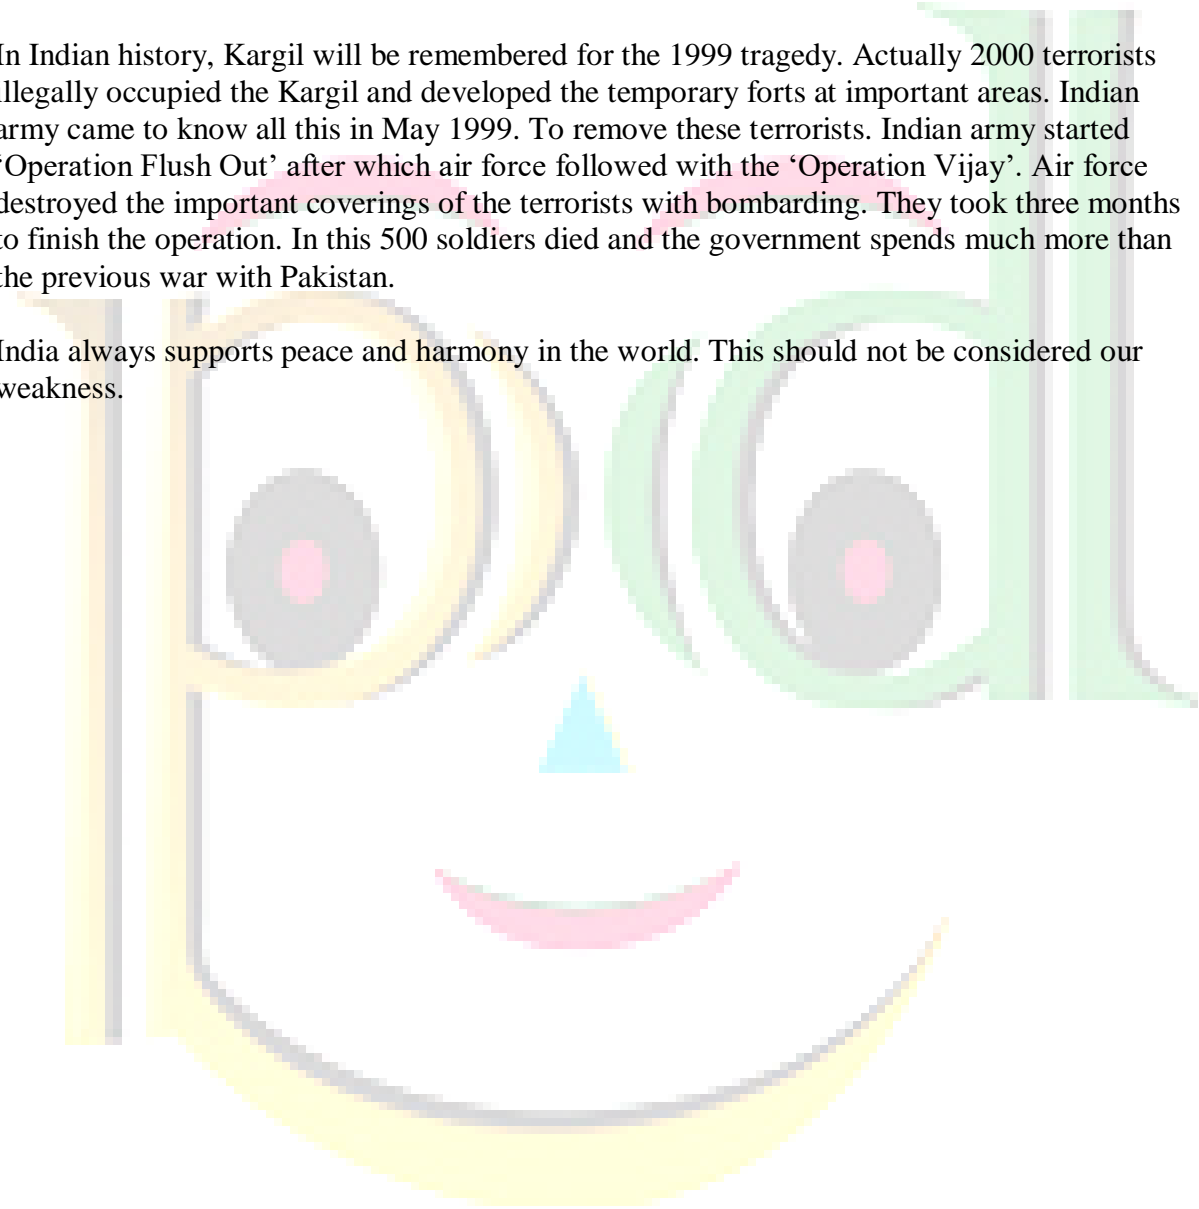 In Indian history, Kargil will be remembered for the 1999 tragedy. Actually 2000 terrorists
illegally occupied the Kargil and developed the temporary forts at important areas. Indian
army came to know all this in May 1999. To remove these terrorists. Indian army started
‘Operation Flush Out’ after which air force followed with the ‘Operation Vijay’. Air force
destroyed the important coverings of the terrorists with bombarding. They took three months
to finish the operation. In this 500 soldiers died and the government spends much more than
the previous war with Pakistan.
India always supports peace and harmony in the world. This should not be considered our
weakness.